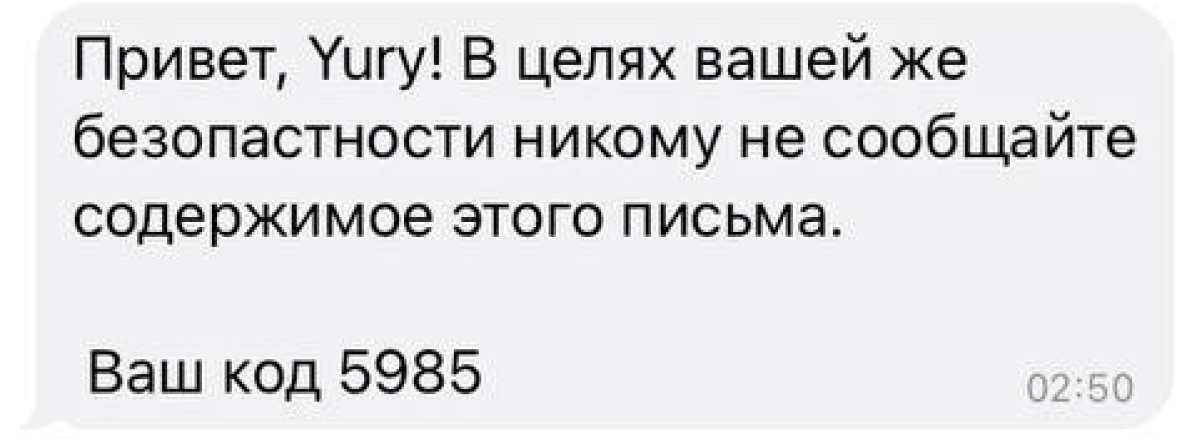 Привет, Yury! В целях вашей же
безопастности никому не сообщайте
содержимое этого письма.
Ваш код 5985
02:50